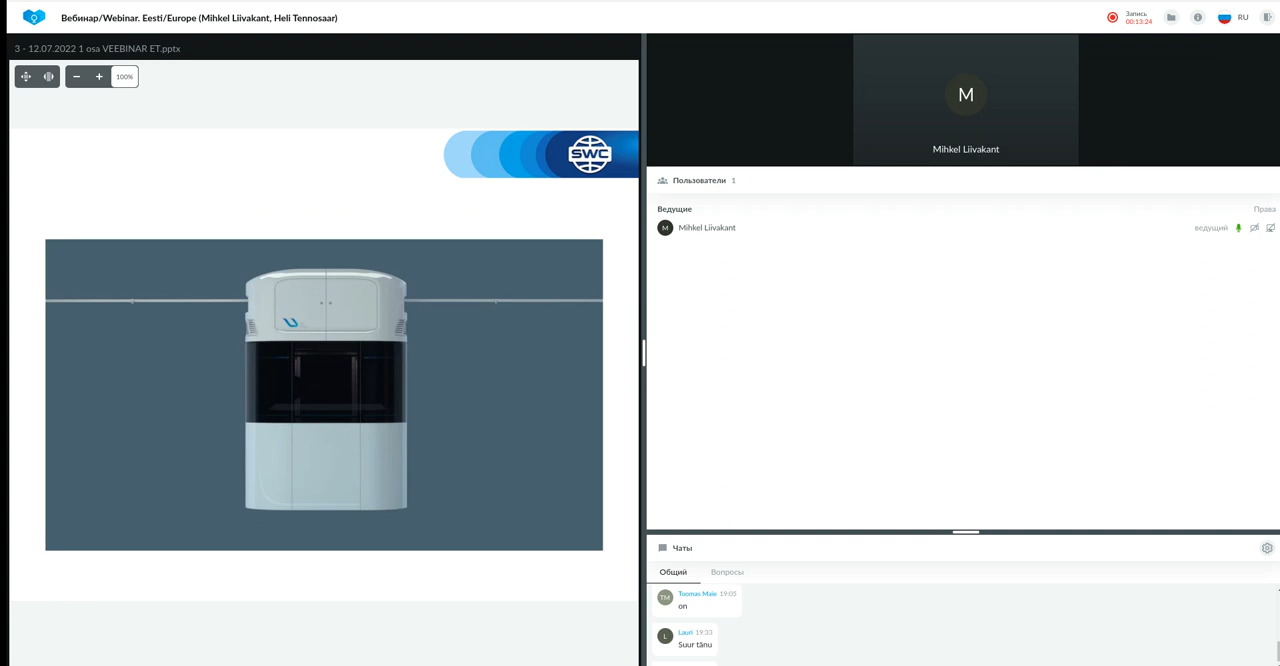 Вебинар/Webinar. Eesti/Europe (Mihkel Liivakant, Heli Tennosaar)
Запись
00:13:24
RU
3 - 12.07.2022 1 osa VEEBINAR ET.pptx
100%
SWC
M
Mihkel Liivakant
Пользователи 1
Ведущие
Права
M
Mihkel Liivakant
ведущий
Чаты
Общий
Вопросы
TM
Toomas Maie 19:05
on
L
Lauri 19:33
Suur tänu